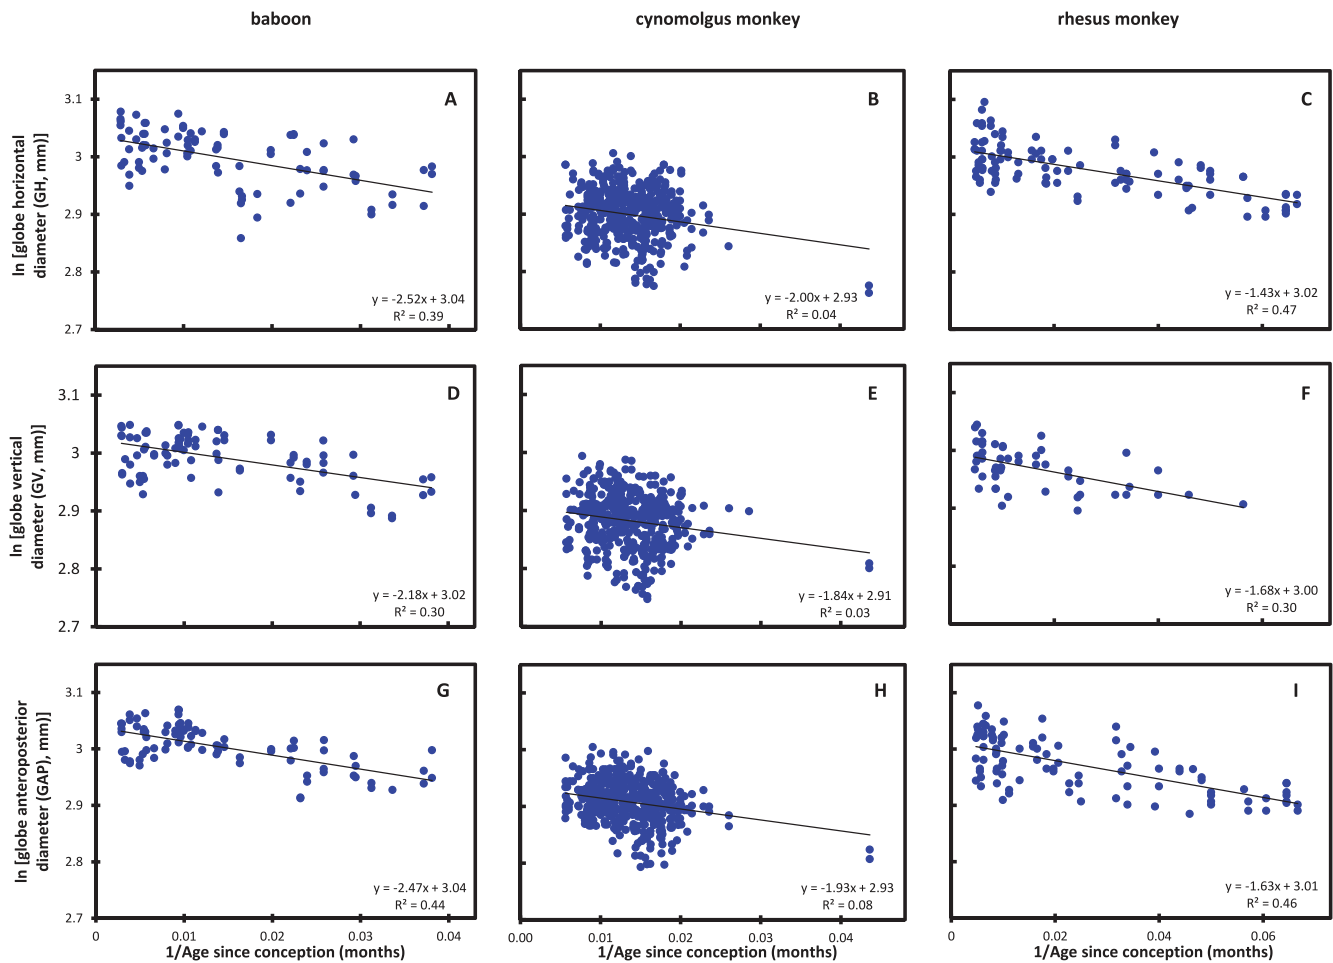 baboon
cynomolgus monkey
rhesus monkey
ln [globe horizontal
diameter (GH, mm)]
3.1
3
2.9
2.8
2.7
A
y = -2.52x + 3.04
R² = 0.39
B
y = -2.00x + 2.93
R² = 0.04
C
y = -1.43x + 3.02
R² = 0.47
ln [globe vertical
diameter (GV, mm)]
3.1
3
2.9
2.8
2.7
D
y = -2.18x + 3.02
R² = 0.30
E
y = -1.84x + 2.91
R² = 0.03
F
y = -1.68x + 3.00
R² = 0.30
ln [globe anteroposterior
diameter (GAP), mm)]
3.1
3
2.9
2.8
2.7
G
y = -2.47x + 3.04
R² = 0.44
H
y = -1.93x + 2.93
R² = 0.08
I
y = -1.63x + 3.01
R² = 0.46
0 0.01 0.02 0.03 0.04
0.00 0.01 0.02 0.03 0.04
0 0.02 0.04 0.06
1/Age since conception (months)
1/Age since conception (months)
1/Age since conception (months)